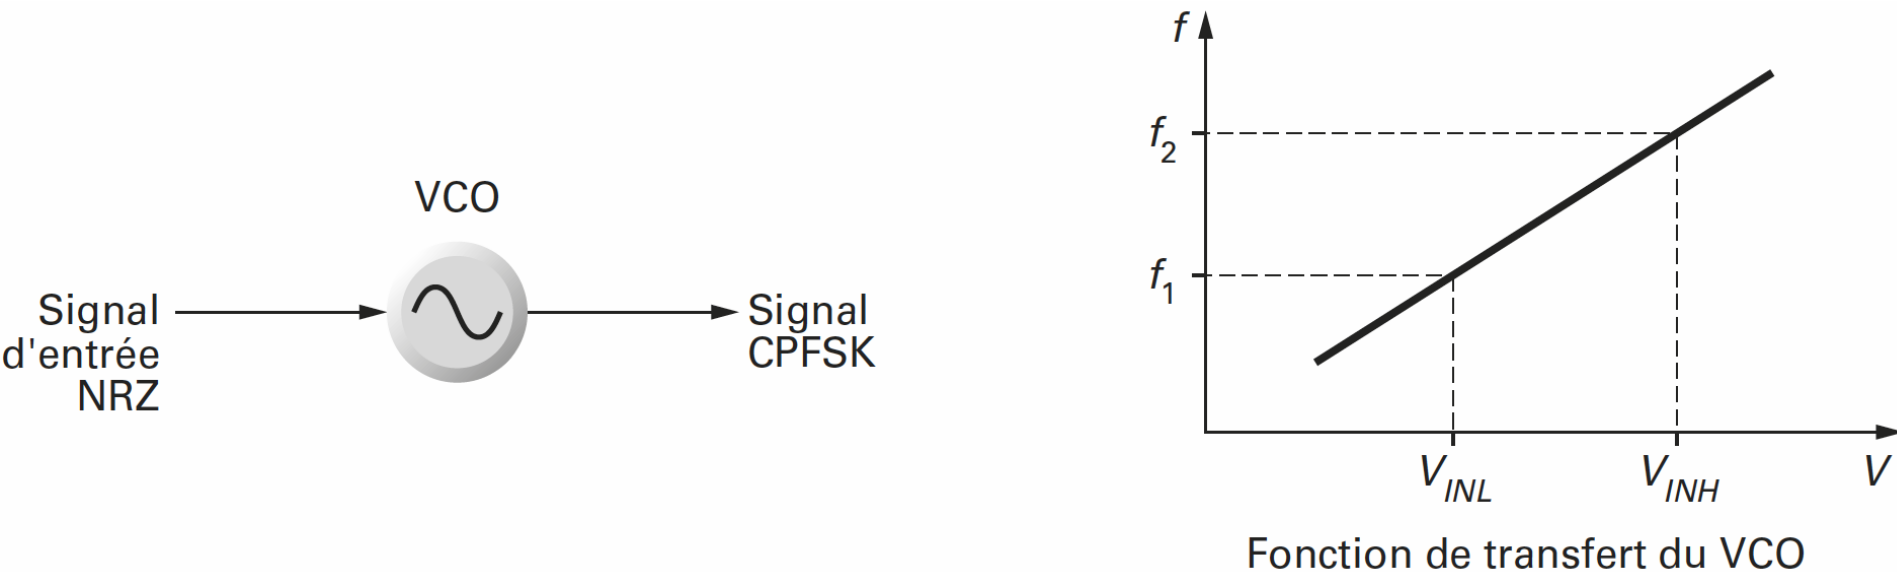 VCO
Signal
d'entrée
NRZ
Signal
CPFSK
f
f2
f1
VINL
VINH
V
Fonction de transfert du VCO